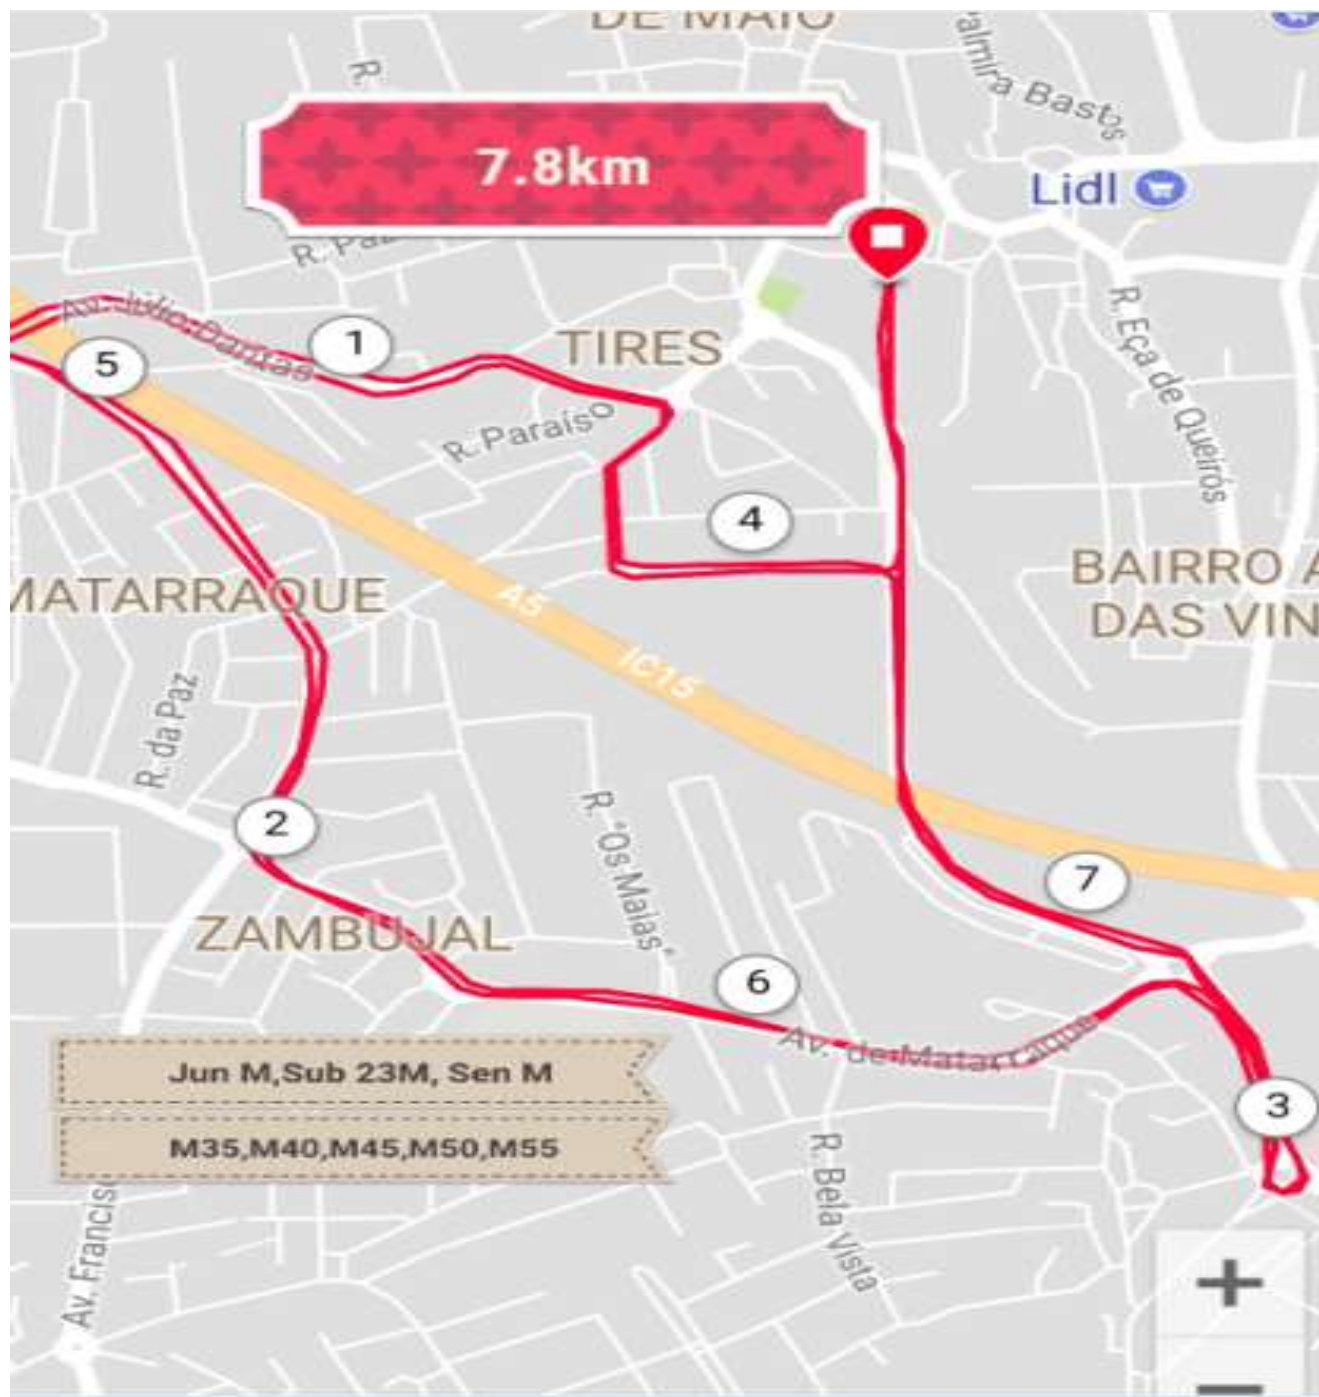 DE MAIO
Palmira Bastos
R.
7.8km
Lidl
R. Paz
Av. Júlio Dantas
1
TIRES
5
R. Eça de Queirós
R. Paraíso
4
A5
MATARRAQUE
BAIRRO A
DAS VIN
IC15
R. da Paz
2
R. "Os Maias"
7
ZAMBUJAL
6
Av. de Matarraque
Jun M,Sub 23M, Sen M
3
M35,M40,M45,M50,M55
R. Bela Vista
Av. Francisc
+
−